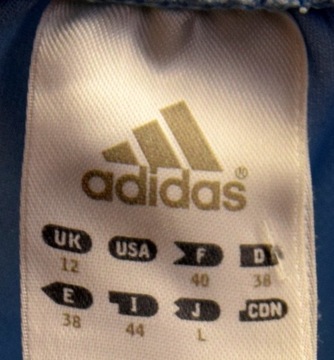 adidas®
UK USA F D
12 40 38
E I J CDN
38 44 L